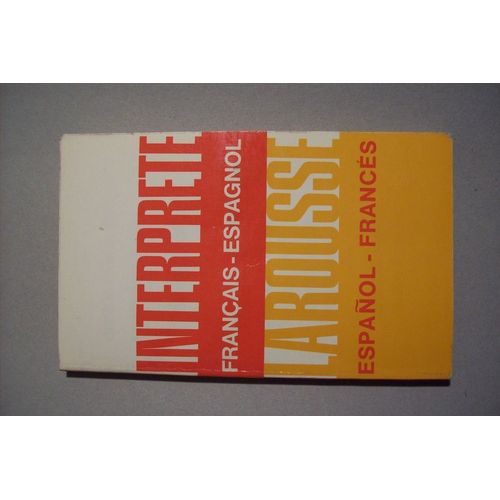 INTERPRETE
FRANÇAIS - ESPAGNOL
LAROUSSE
ESPAÑOL - FRANCÉS